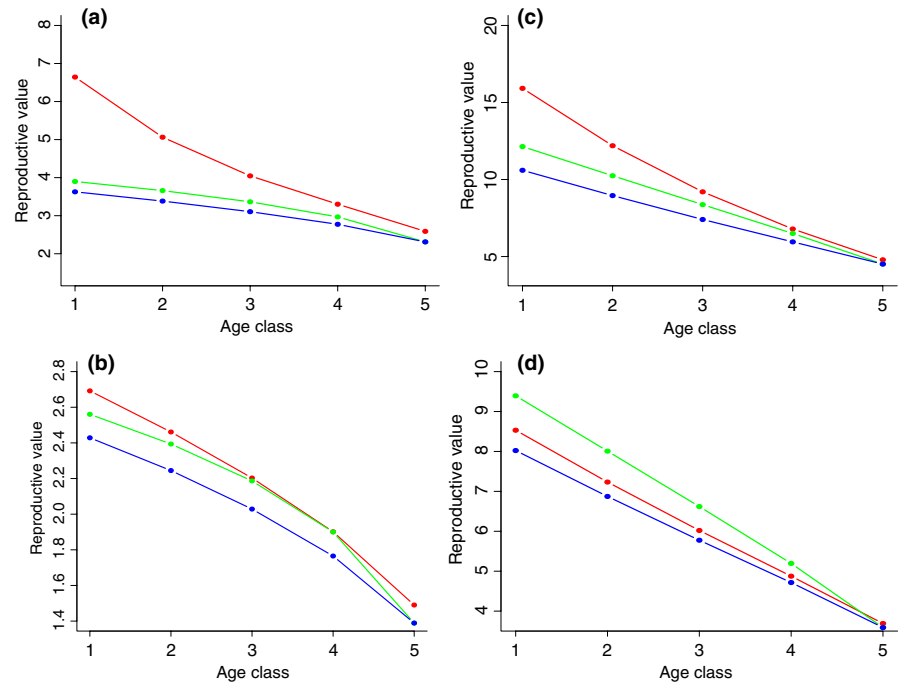 (a)
Reproductive value
8
7
6
5
4
3
2
1 2 3 4 5
Age class
(c)
Reproductive value
20
15
10
5
1 2 3 4 5
Age class
(b)
Reproductive value
2.8
2.6
2.4
2.2
2.0
1.8
1.6
1.4
1 2 3 4 5
Age class
(d)
Reproductive value
10
9
8
7
6
5
4
1 2 3 4 5
Age class